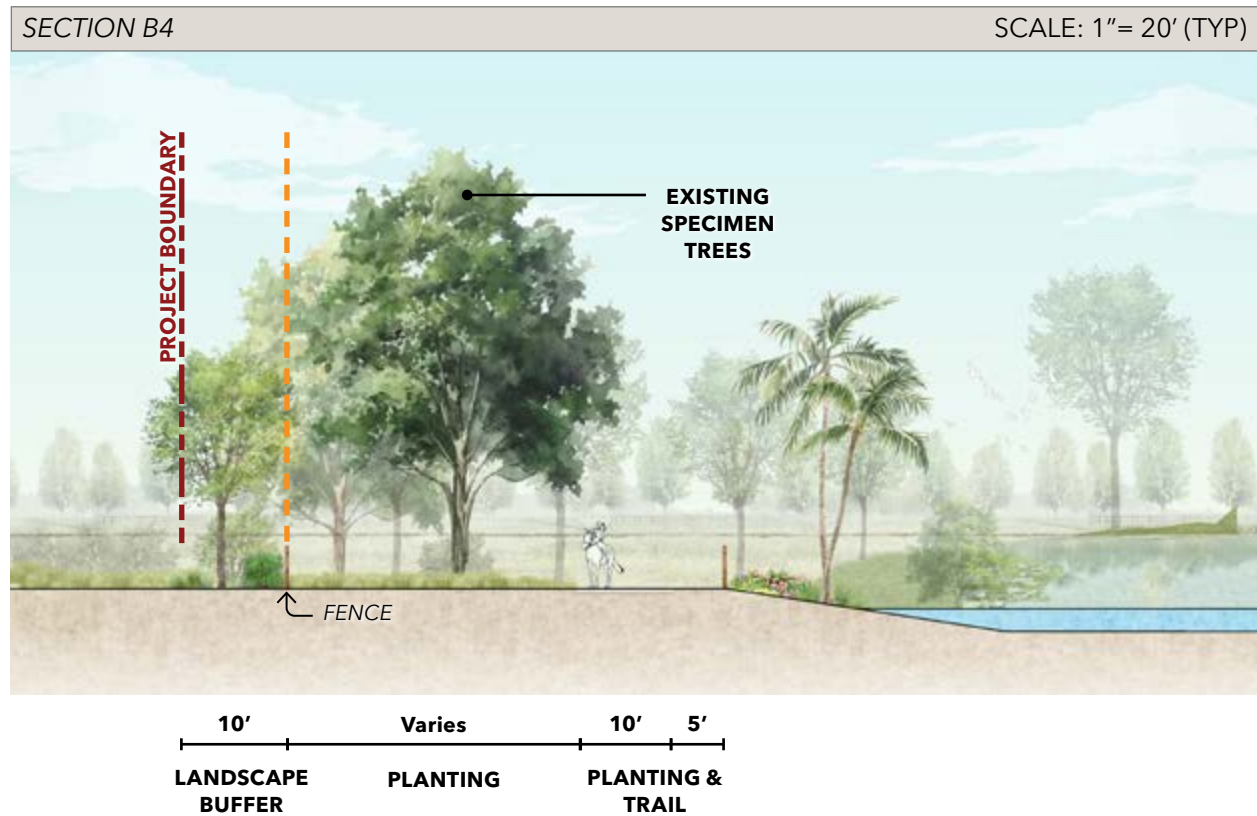 SECTION B4
SCALE: 1”= 20’ (TYP)
PROJECT BOUNDARY
EXISTING
SPECIMEN
TREES
FENCE
10’
Varies
10’
5’
LANDSCAPE
BUFFER
PLANTING
PLANTING &
TRAIL